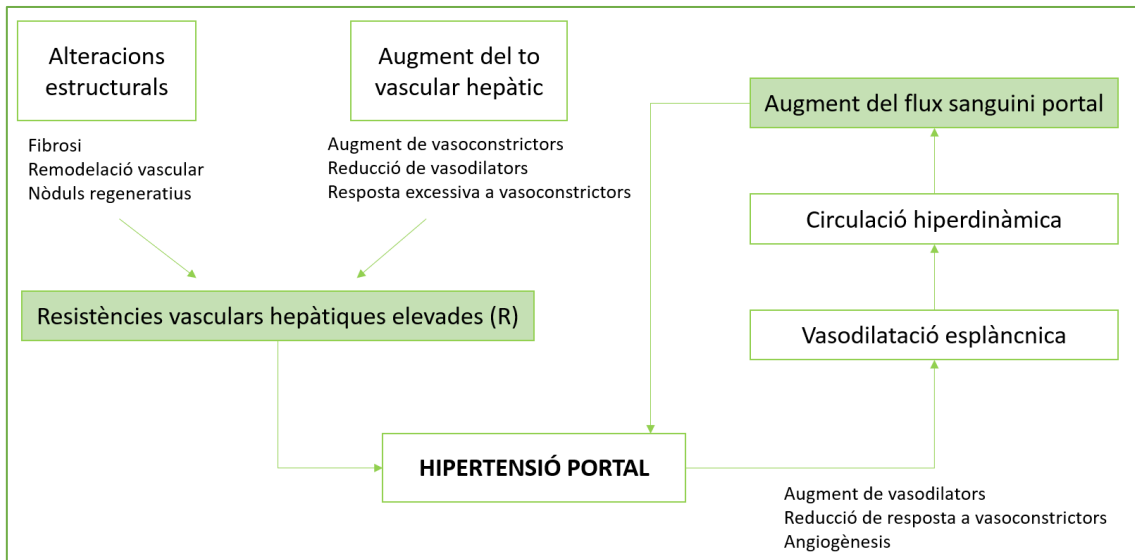 Alteracions
estructurals
Augment del to
vascular hepàtic
Fibrosi
Remodelació vascular
Nòduls regeneratius
Augment de vasoconstrictors
Reducció de vasodilators
Resposta excessiva a vasoconstrictors
Resistències vasculars hepàtiques elevades (R)
HIPERTENSIÓ PORTAL
Augment del flux sanguini portal
Circulació hiperdinàmica
Vasodilatació esplàncnica
Augment de vasodilators
Reducció de resposta a vasoconstrictors
Angiogènesis